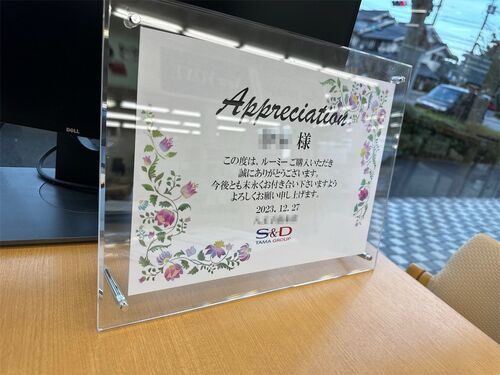 Appreciation
様
この度は、ルーミーご購入いただき
誠にありがとうございます。
今後とも末永くお付き合い下さいますよう
よろしくお願い申し上げます。
2023.12.27
S&D
TAMA GROUP
DELL